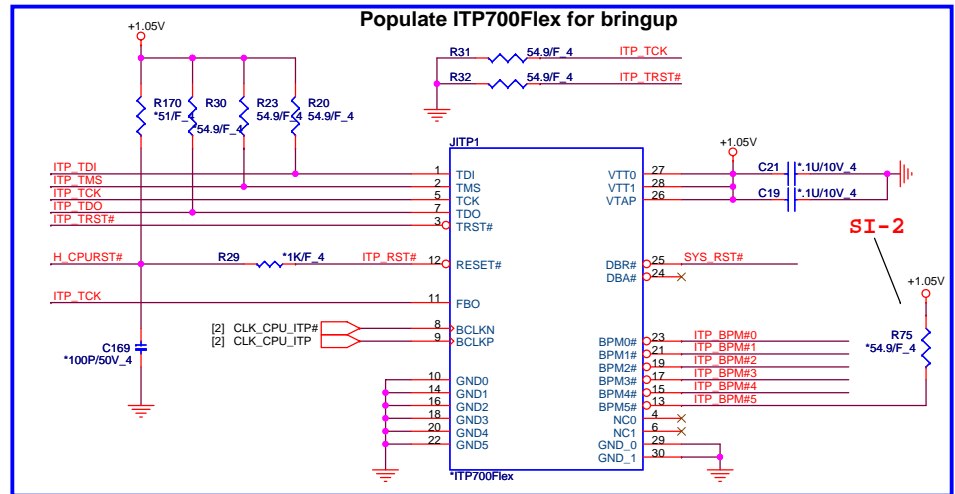 Populate ITP700Flex for bringup
+1.05V
R31 54.9/F_4 ITP_TCK
R32 54.9/F_4 ITP_TRST#
R170 R30 R23 R20
*51/F_4 *54.9/F_4 54.9/F_4 54.9/F_4
JITP1
+1.05V
ITP_TDI 1 TDI VTT0 27 C21 *.1U/10V_4
ITP_TMS 2 TMS VTT1 28
ITP_TCK 5 TCK VTAP 26 C19 *.1U/10V_4
ITP_TDO 7 TDO
ITP_TRST# 3 TRST#
SI-2
H_CPURST# R29 *1K/F_4 ITP_RST# 12 RESET# DBR# 25 SYS_RST#
DBA# 24
+1.05V
ITP_TCK 11 FBO
[2] CLK_CPU_ITP# 8 BCLKN
[2] CLK_CPU_ITP 9 BCLKP
BPM0# 23 ITP_BPM#0
BPM1# 21 ITP_BPM#1
BPM2# 19 ITP_BPM#2
BPM3# 17 ITP_BPM#3
BPM4# 15 ITP_BPM#4
BPM5# 13 ITP_BPM#5
R75
*54.9/F_4
C169
*100P/50V_4
10 GND0
14 GND1
16 GND2
18 GND3
20 GND4
22 GND5
NC0 4
NC1 6
GND_0 29
GND_1 30
*ITP700Flex